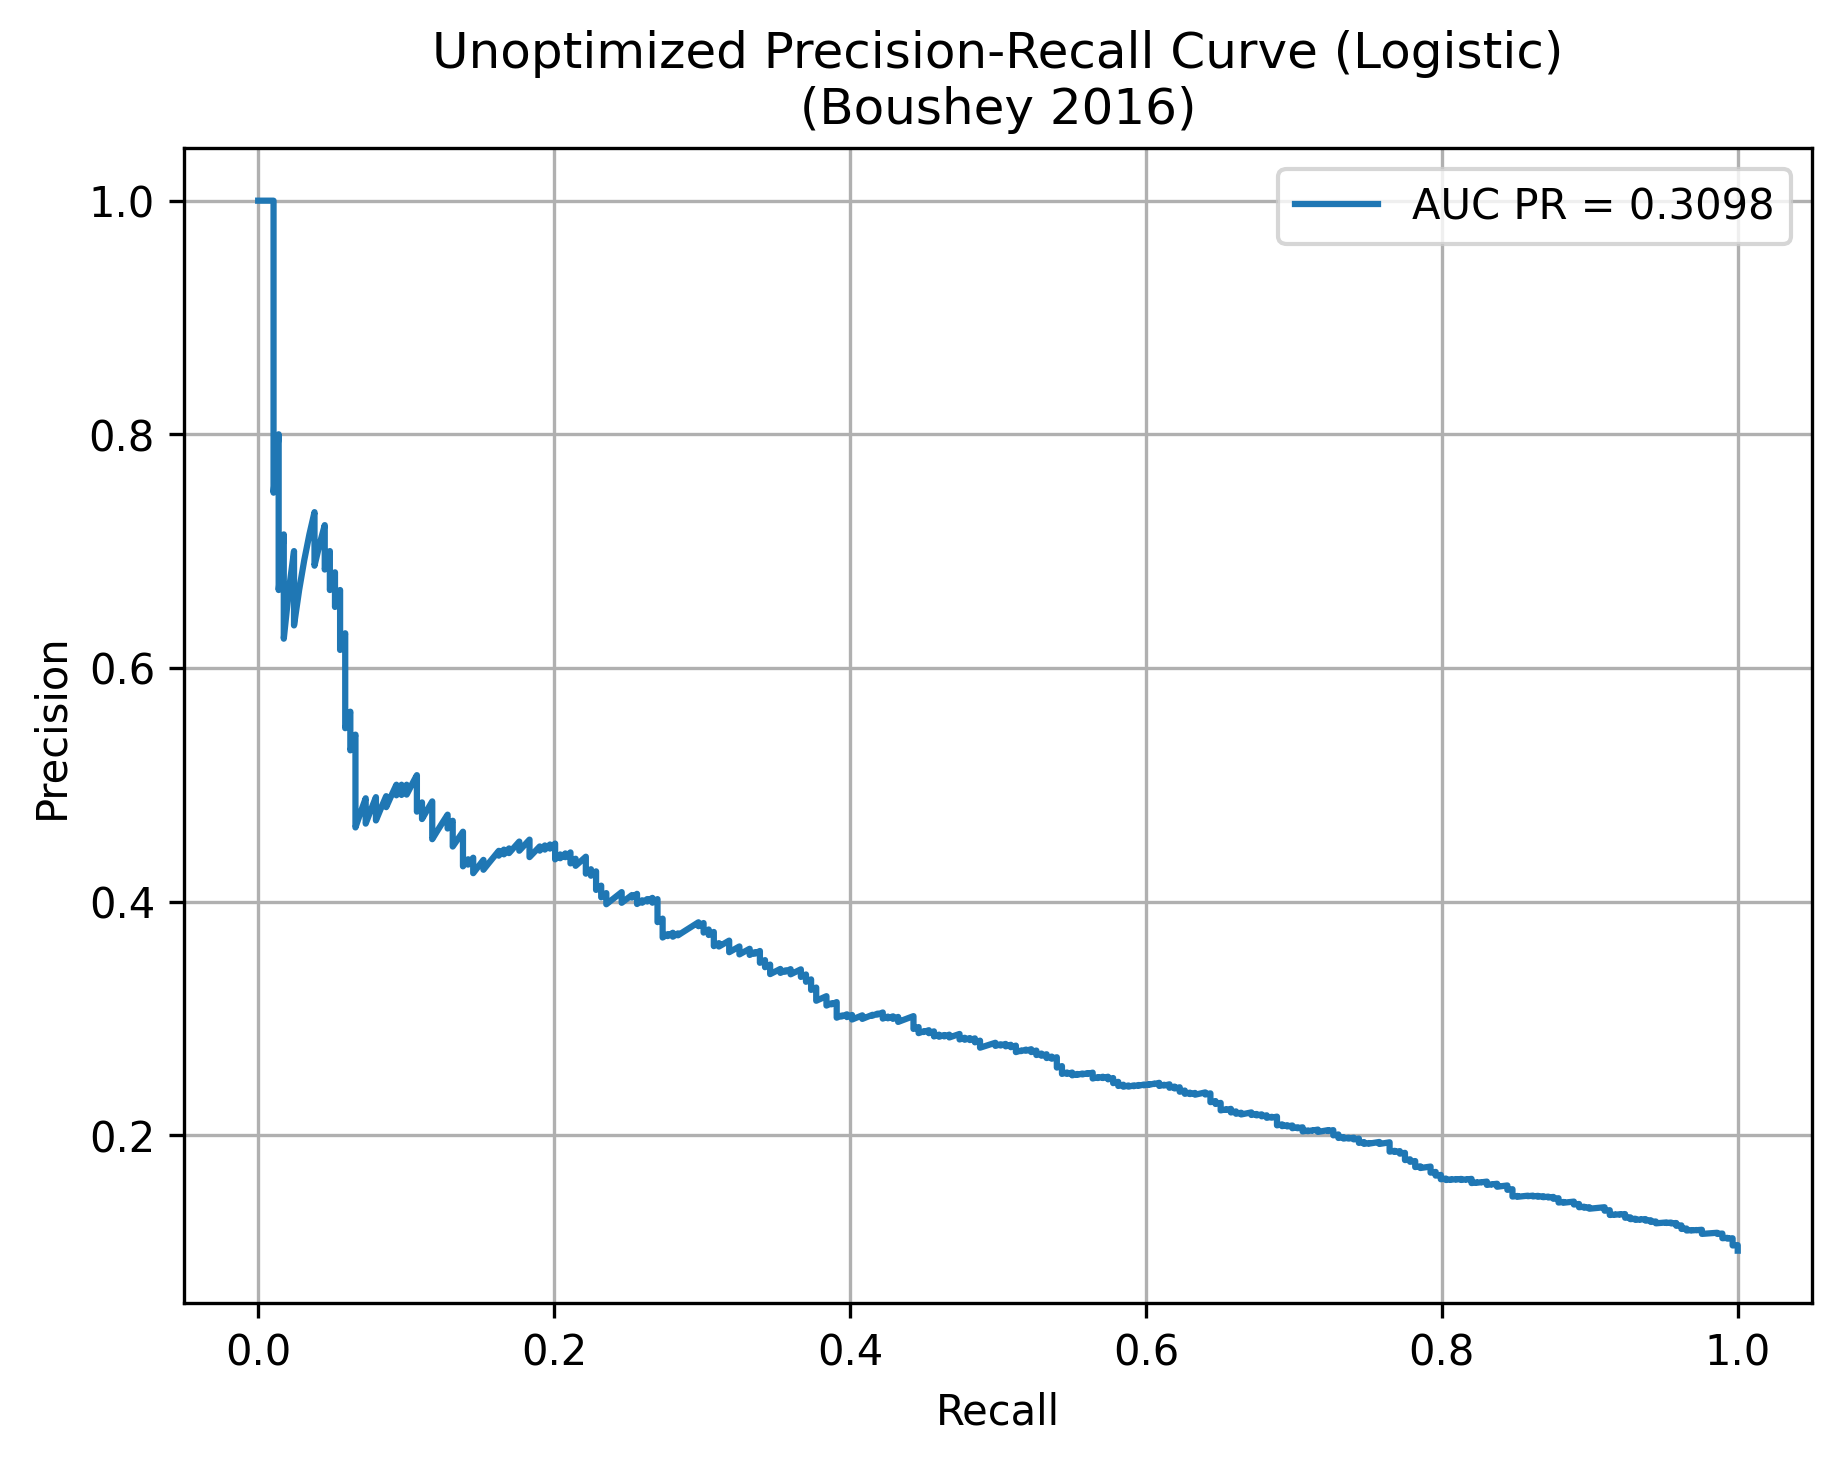 Unoptimized Precision-Recall Curve (Logistic)
(Boushey 2016)
AUC PR = 0.3098
Precision
1.0
0.8
0.6
0.4
0.2
0.0 0.2 0.4 0.6 0.8 1.0
Recall